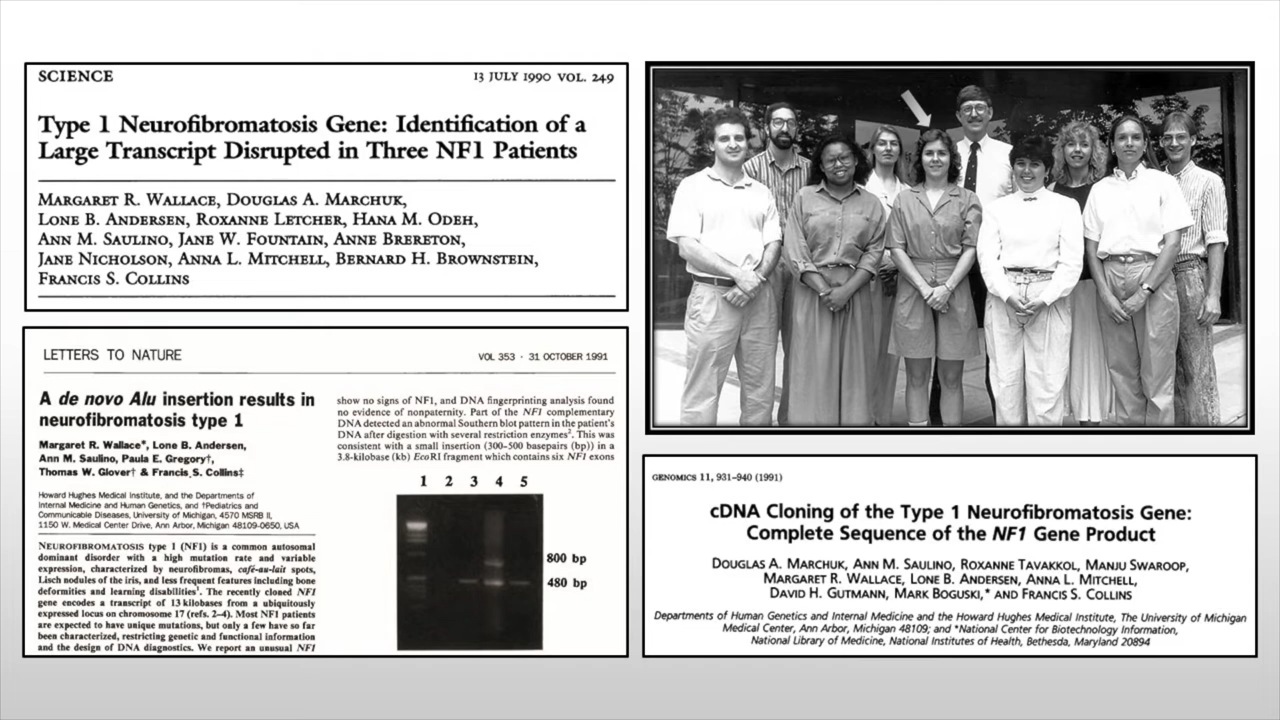 SCIENCE
13 JULY 1990 VOL. 249
Type 1 Neurofibromatosis Gene: Identification of a
Large Transcript Disrupted in Three NF1 Patients
MARGARET R. WALLACE, DOUGLAS A. MARCHUK,
LONE B. ANDERSEN, ROXANNE LETCHER, HANA M. ODEH,
ANN M. SAULINO, JANE W. FOUNTAIN, ANNE BRERETON,
JANE NICHOLSON, ANNA L. MITCHELL, BERNARD H. BROWNSTEIN,
FRANCIS S. COLLINS
LETTERS TO NATURE
VOL 353 · 31 OCTOBER 1991
A de novo Alu insertion results in
neurofibromatosis type 1
Margaret R. Wallace*, Lone B. Andersen,
Ann M. Saulino, Paula E. Gregory†,
Thomas W. Glover† & Francis S. Collins‡
Howard Hughes Medical Institute, and the Departments of
Internal Medicine and Human Genetics, and †Pediatrics and
Communicable Diseases, University of Michigan, 4570 MSRB II,
1150 W. Medical Center Drive, Ann Arbor, Michigan 48109-0650, USA
NEUROFIBROMATOSIS type 1 (NF1) is a common autosomal
dominant disorder with a high mutation rate and variable
expression, characterized by neurofibromas, café-au-lait spots,
Lisch nodules of the iris, and less frequent features including bone
deformities and learning disabilities¹. The recently cloned NF1
gene encodes a transcript of 13 kilobases from a ubiquitously
expressed locus on chromosome 17 (refs. 2–4). Most NF1 patients
are expected to have unique mutations, but only a few have so far
been characterized, restricting genetic and functional information
and the design of DNA diagnostics. We report an unusual NF1
show no signs of NF1, and DNA fingerprinting analysis found
no evidence of nonpaternity. Part of the NF1 complementary
DNA detected an abnormal Southern blot pattern in the patient's
DNA after digestion with several restriction enzymes². This was
consistent with a small insertion (300-500 basepairs (bp)) in a
3.8-kilobase (kb) EcoRI fragment which contains six NF1 exons
1 2 3 4 5
800 bp
480 bp
GENOMICS 11, 931–940 (1991)
cDNA Cloning of the Type 1 Neurofibromatosis Gene:
Complete Sequence of the NF1 Gene Product
DOUGLAS A. MARCHUK, ANN M. SAULINO, ROXANNE TAVAKKOL, MANJU SWAROOP,
MARGARET R. WALLACE, LONE B. ANDERSEN, ANNA L. MITCHELL,
DAVID H. GUTMANN, MARK BOGUSKI,* AND FRANCIS S. COLLINS
Departments of Human Genetics and Internal Medicine and the Howard Hughes Medical Institute, The University of Michigan
Medical Center, Ann Arbor, Michigan 48109; and *National Center for Biotechnology Information,
National Library of Medicine, National Institutes of Health, Bethesda, Maryland 20894